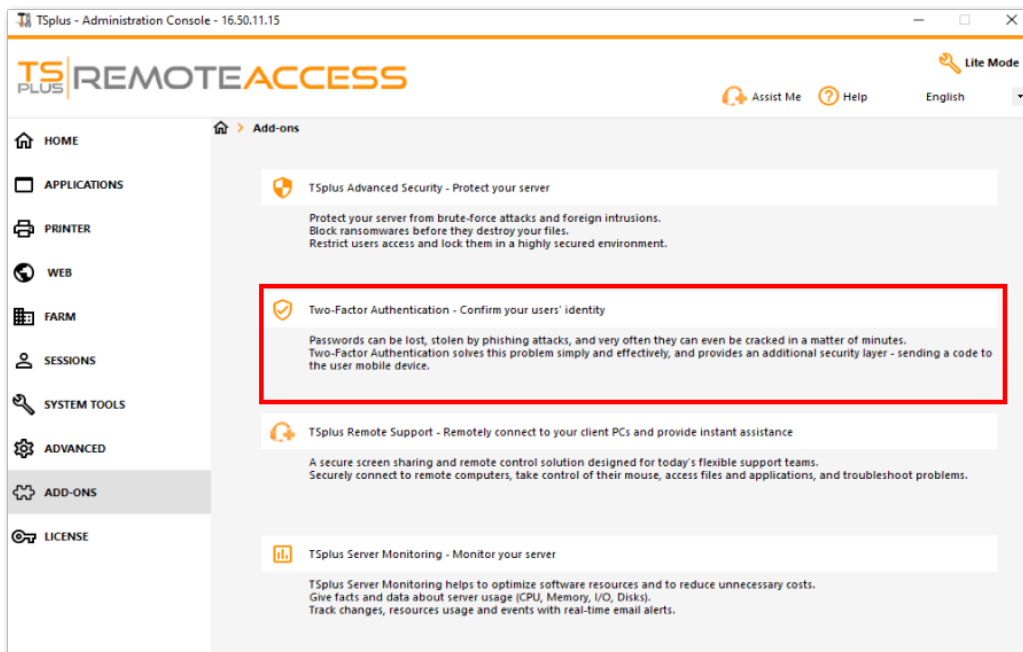 TSplus - Administration Console - 16.50.11.15
TS PLUS REMOTEACCESS
Lite Mode
Assist Me
Help
English
HOME
APPLICATIONS
PRINTER
WEB
FARM
SESSIONS
SYSTEM TOOLS
ADVANCED
ADD-ONS
LICENSE
Add-ons
TSplus Advanced Security - Protect your server
Protect your server from brute-force attacks and foreign intrusions.
Block ransomwares before they destroy your files.
Restrict users access and lock them in a highly secured environment.
Two-Factor Authentication - Confirm your users' identity
Passwords can be lost, stolen by phishing attacks, and very often they can even be cracked in a matter of minutes.
Two-Factor Authentication solves this problem simply and effectively, and provides an additional security layer - sending a code to
the user mobile device.
TSplus Remote Support - Remotely connect to your client PCs and provide instant assistance
A secure screen sharing and remote control solution designed for today's flexible support teams.
Securely connect to remote computers, take control of their mouse, access files and applications, and troubleshoot problems.
TSplus Server Monitoring - Monitor your server
TSplus Server Monitoring helps to optimize software resources and to reduce unnecessary costs.
Give facts and data about server usage (CPU, Memory, I/O, Disks).
Track changes, resources usage and events with real-time email alerts.